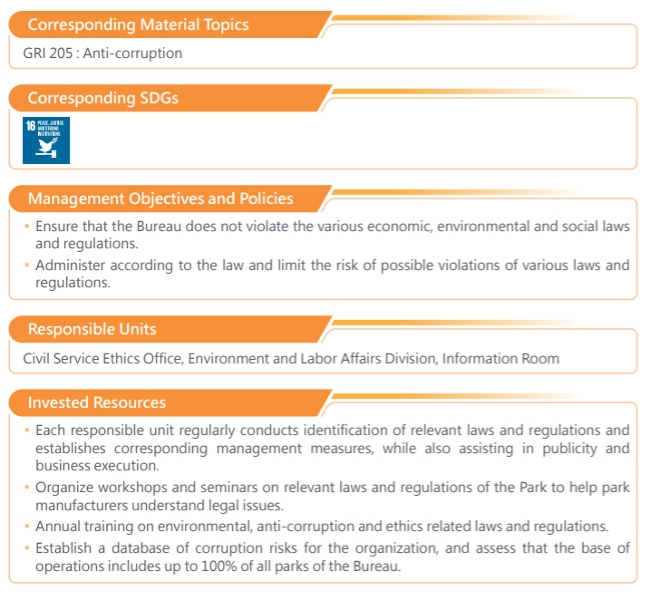 Corresponding Material Topics
GRI 205 : Anti-corruption
Corresponding SDGs
16 PEACE, JUSTICE
AND STRONG
INSTITUTIONS
Management Objectives and Policies
• Ensure that the Bureau does not violate the various economic, environmental and social laws
and regulations.
• Administer according to the law and limit the risk of possible violations of various laws and
regulations.
Responsible Units
Civil Service Ethics Office, Environment and Labor Affairs Division, Information Room
Invested Resources
• Each responsible unit regularly conducts identification of relevant laws and regulations and
establishes corresponding management measures, while also assisting in publicity and
business execution.
• Organize workshops and seminars on relevant laws and regulations of the Park to help park
manufacturers understand legal issues.
• Annual training on environmental, anti-corruption and ethics related laws and regulations.
• Establish a database of corruption risks for the organization, and assess that the base of
operations includes up to 100% of all parks of the Bureau.